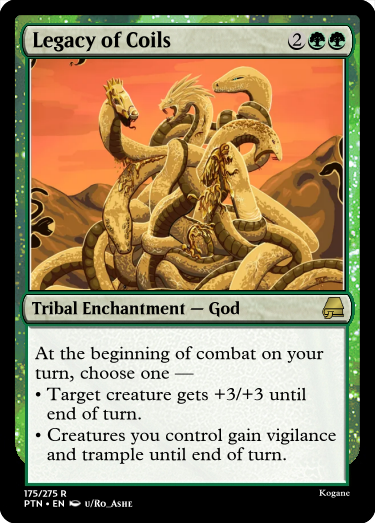 Legacy of Coils 2
Tribal Enchantment — God
At the beginning of combat on your
turn, choose one —
• Target creature gets +3/+3 until
end of turn.
• Creatures you control gain vigilance
and trample until end of turn.
175/275 R Kogane
PTN • EN u/Ro_Ashe